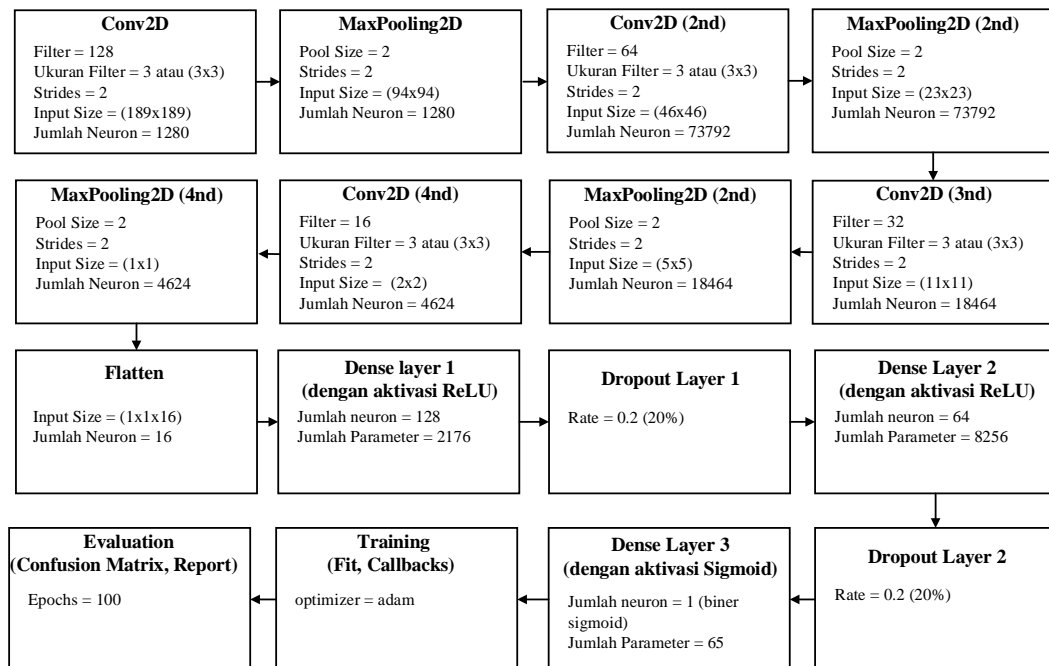 Conv2D
Filter = 128
Ukuran Filter = 3 atau (3x3)
Strides = 2
Input Size = (189x189)
Jumlah Neuron = 1280
MaxPooling2D
Pool Size = 2
Strides = 2
Input Size = (94x94)
Jumlah Neuron = 1280
Conv2D (2nd)
Filter = 64
Ukuran Filter = 3 atau (3x3)
Strides = 2
Input Size = (46x46)
Jumlah Neuron = 73792
MaxPooling2D (2nd)
Pool Size = 2
Strides = 2
Input Size = (23x23)
Jumlah Neuron = 73792
Conv2D (3nd)
Filter = 32
Ukuran Filter = 3 atau (3x3)
Strides = 2
Input Size = (11x11)
Jumlah Neuron = 18464
MaxPooling2D (2nd)
Pool Size = 2
Strides = 2
Input Size = (5x5)
Jumlah Neuron = 18464
Conv2D (4nd)
Filter = 16
Ukuran Filter = 3 atau (3x3)
Strides = 2
Input Size = (2x2)
Jumlah Neuron = 4624
MaxPooling2D (4nd)
Pool Size = 2
Strides = 2
Input Size = (1x1)
Jumlah Neuron = 4624
Flatten
Input Size = (1x1x16)
Jumlah Neuron = 16
Dense layer 1
(dengan aktivasi ReLU)
Jumlah neuron = 128
Jumlah Parameter = 2176
Dropout Layer 1
Rate = 0.2 (20%)
Dense Layer 2
(dengan aktivasi ReLU)
Jumlah neuron = 64
Jumlah Parameter = 8256
Dropout Layer 2
Rate = 0.2 (20%)
Dense Layer 3
(dengan aktivasi Sigmoid)
Jumlah neuron = 1 (biner
sigmoid)
Jumlah Parameter = 65
Training
(Fit, Callbacks)
optimizer = adam
Evaluation
(Confusion Matrix, Report)
Epochs = 100